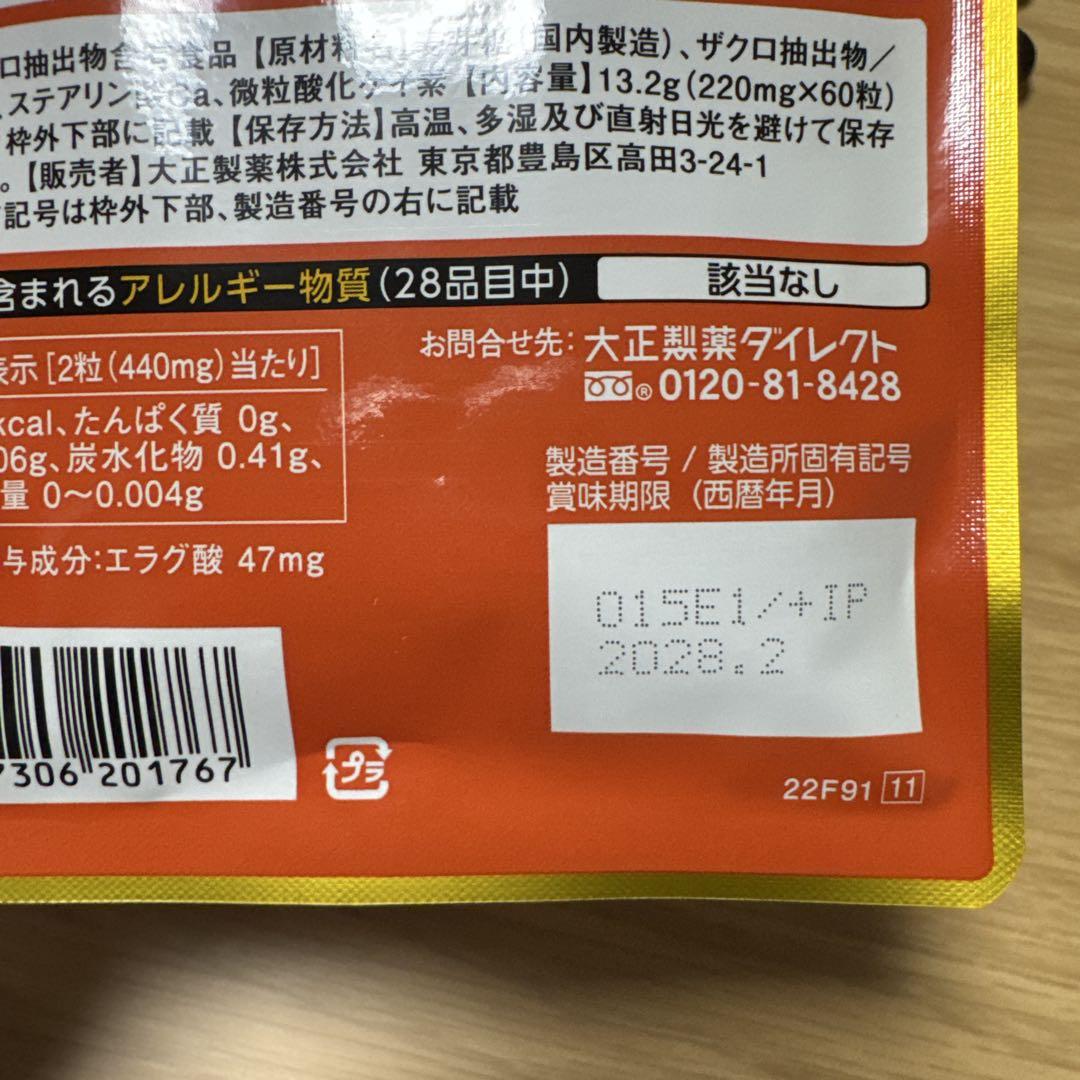 口抽出物含有食品【原材料名】麦芽糖(国内製造)、ザクロ抽出物/
ステアリン酸Ca、微粒酸化ケイ素【内容量】13.2g(220mg×60粒)
枠外下部に記載【保存方法】高温、多湿及び直射日光を避けて保存
。【販売者】大正製薬株式会社 東京都豊島区高田3-24-1
記号は枠外下部、製造番号の右に記載
含まれるアレルギー物質(28品目中) 該当なし
表示[2粒(440mg)当たり]
kcal、たんぱく質 0g、
06g、炭水化物 0.41g、
量 0～0.004g
与成分:エラグ酸 47mg
お問合せ先:大正製薬ダイレクト
®0120-81-8428
製造番号 / 製造所固有記号
賞味期限 (西暦年月)
015E1/+IP
2028.2
7306 201767
プラ
22F91 11